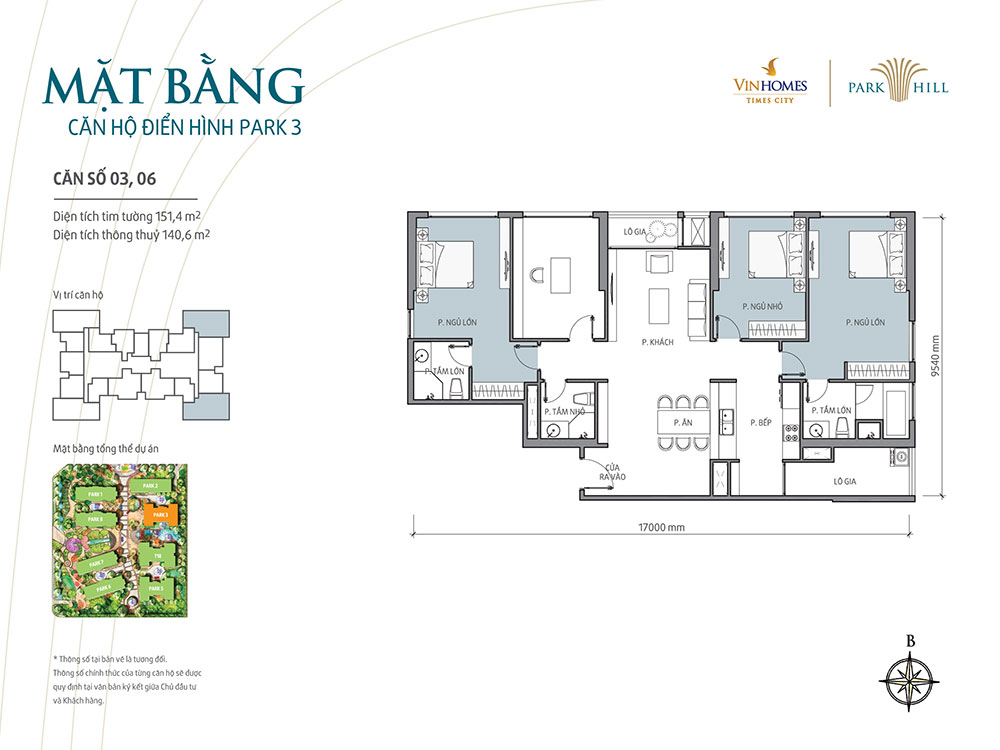 MẶT BẰNG
CĂN HỘ ĐIỂN HÌNH PARK 3
VINHOMES
TIMES CITY
PARK HILL
CĂN SỐ 03, 06
Diện tích tim tường 151,4 m2
Diện tích thông thuỷ 140,6 m2
Vị trí căn hộ
Mặt bằng tổng thể dự án
PARK 1
PARK 2
PARK 3
PARK 8
T18
PARK 7
PARK 6
PARK 5
* Thông số tại bản vẽ là tương đối.
Thông số chính thức của từng căn hộ sẽ được
quy định tại văn bản ký kết giữa Chủ đầu tư
và Khách hàng.
LÔ GIA
P. NGỦ LỚN
P. KHÁCH
P. NGỦ NHỎ
P. NGỦ LỚN
P. TẮM LỚN
P. TẮM NHỎ
P. ĂN
P. BẾP
P. TẮM LỚN
CỬA
RA VÀO
LÔ GIA
9540 mm
17000 mm
B